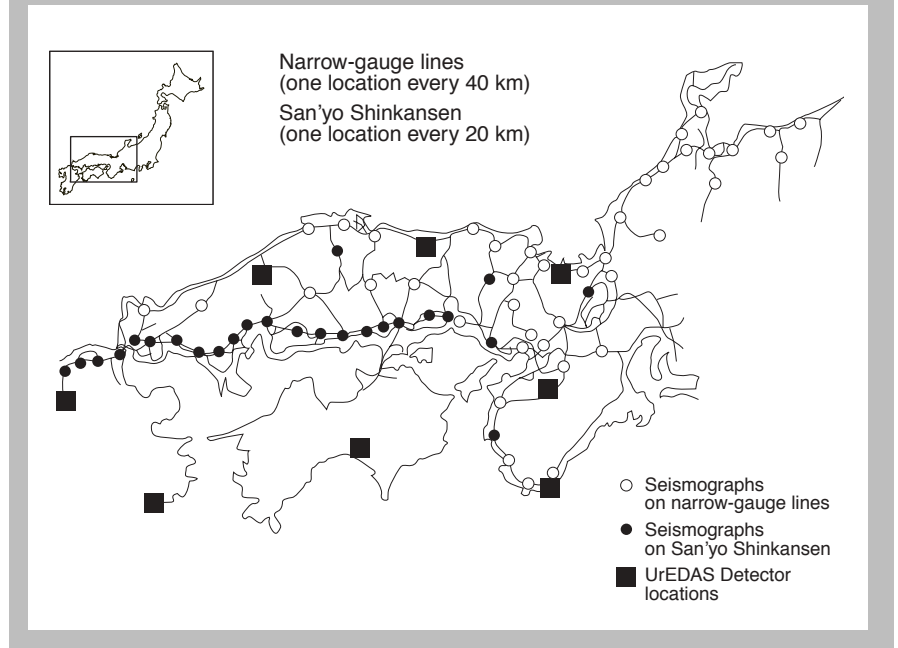 Narrow-gauge lines
(one location every 40 km)
San'yo Shinkansen
(one location every 20 km)
Seismographs
on narrow-gauge lines
Seismographs
on San'yo Shinkansen
UrEDAS Detector
locations